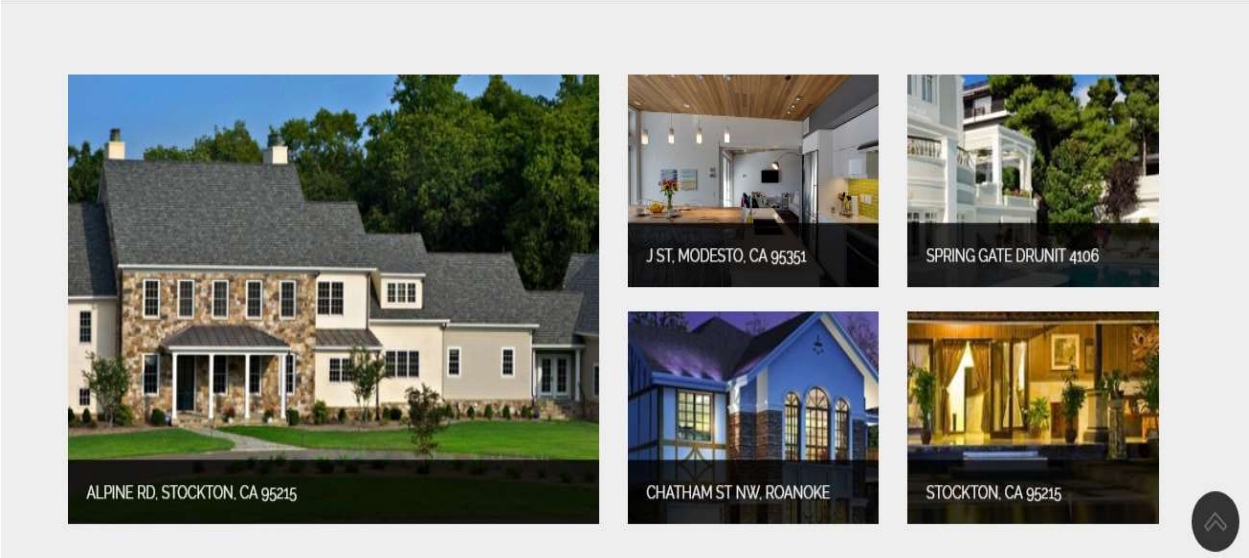 ALPINE RD, STOCKTON, CA 95215
J ST, MODESTO, CA 95351
SPRING GATE DRUNIT 4106
CHATHAM ST NW, ROANOKE
STOCKTON, CA 95215